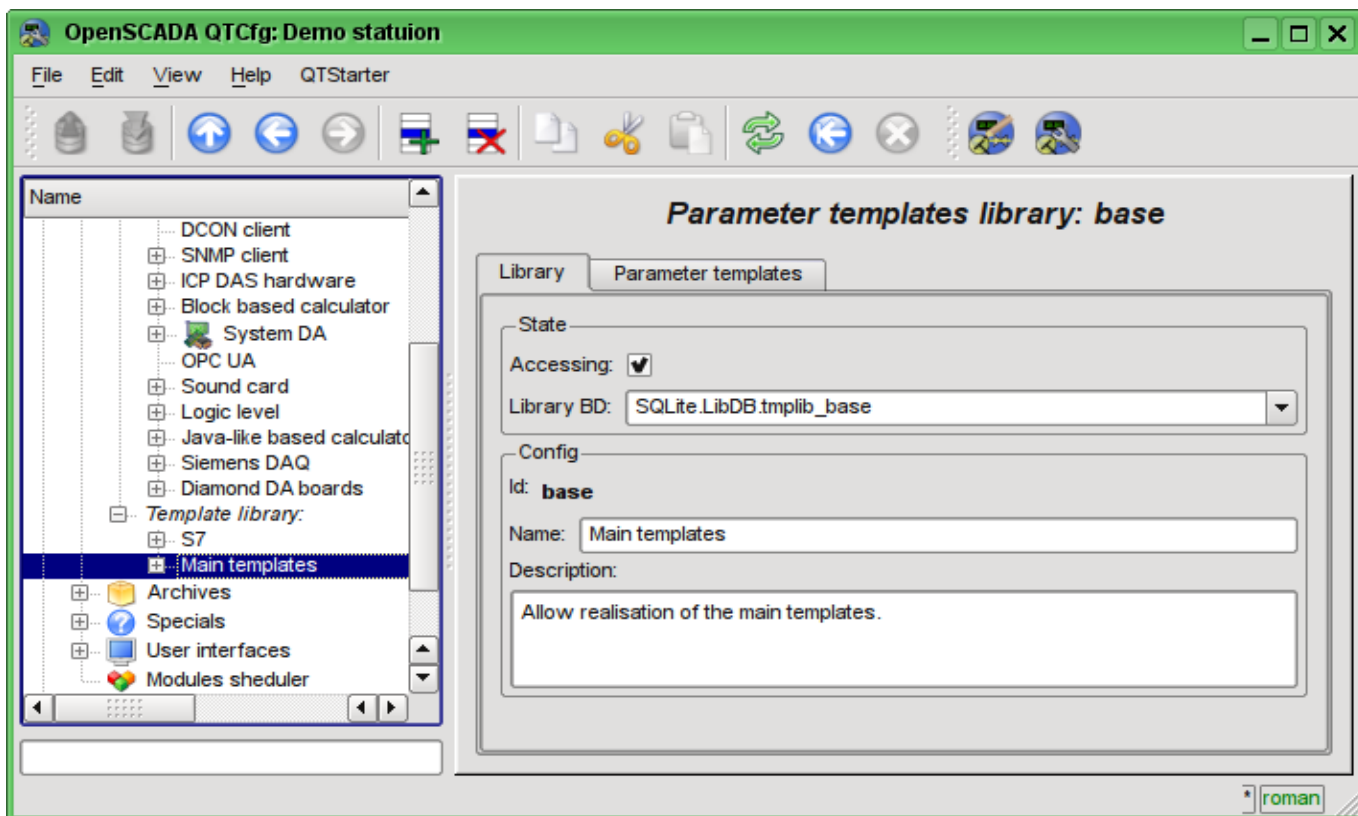 OpenSCADA QTCfg: Demo statuion
File Edit View Help QTStarter
Name
DCON client
SNMP client
ICP DAS hardware
Block based calculator
System DA
OPC UA
Sound card
Logic level
Java-like based calculato
Siemens DAQ
Diamond DA boards
Template library:
S7
Main templates
Archives
Specials
User interfaces
Modules sheduler
Parameter templates library: base
Library Parameter templates
State
Accessing:
Library BD: SQLite.LibDB.tmplib_base
Config
Id: base
Name: Main templates
Description:
Allow realisation of the main templates.
* roman